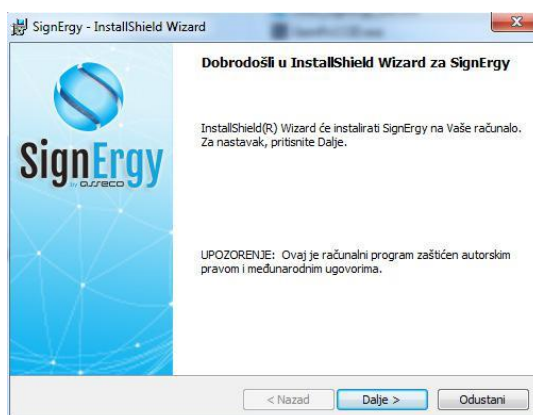 SignErgy - InstallShield Wizard
Dobrodošli u InstallShield Wizard za SignErgy
InstallShield(R) Wizard će instalirati SignErgy na Vaše računalo.
Za nastavak, pritisnite Dalje.
SignErgy
by asseco
UPOZORENJE: Ovaj je računalni program zaštićen autorskim
pravom i međunarodnim ugovorima.
< Nazad
Dalje >
Odustani